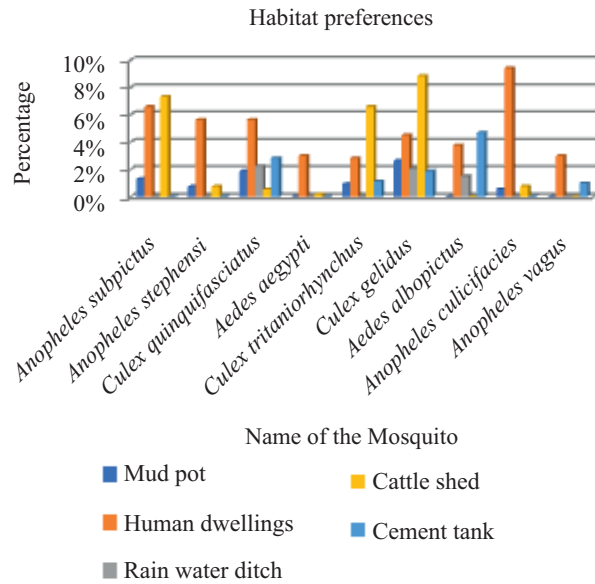 Habitat preferences
Percentage
10%
8%
6%
4%
2%
0%
Anopheles subpictus
Anopheles stephensi
Culex quinquifasciatus
Aedes aegypti
Culex tritaniorhynchus
Culex gelidus
Aedes albopictus
Anopheles culicifacies
Anopheles vagus
Name of the Mosquito
Mud pot
Human dwellings
Rain water ditch
Cattle shed
Cement tank